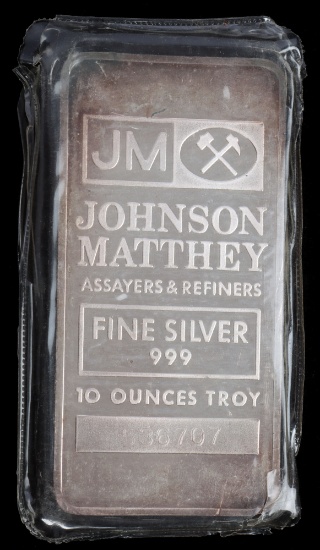 JM
JOHNSON
MATTHEY
ASSAYERS & REFINERS
FINE SILVER
999
10 OUNCES TROY